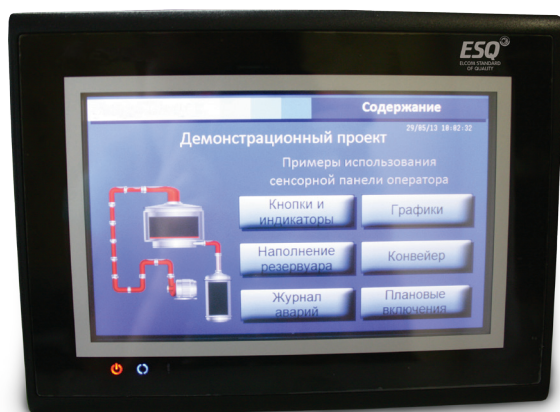 ESQ
ELCOM STANDARD
OF QUALITY
Содержание
29/05/13 18:02:32
Демонстрационный проект
Примеры использования
сенсорной панели оператора
Кнопки и
индикаторы
Графики
Наполнение
резервуара
Конвейер
Журнал
аварий
Плановые
включения